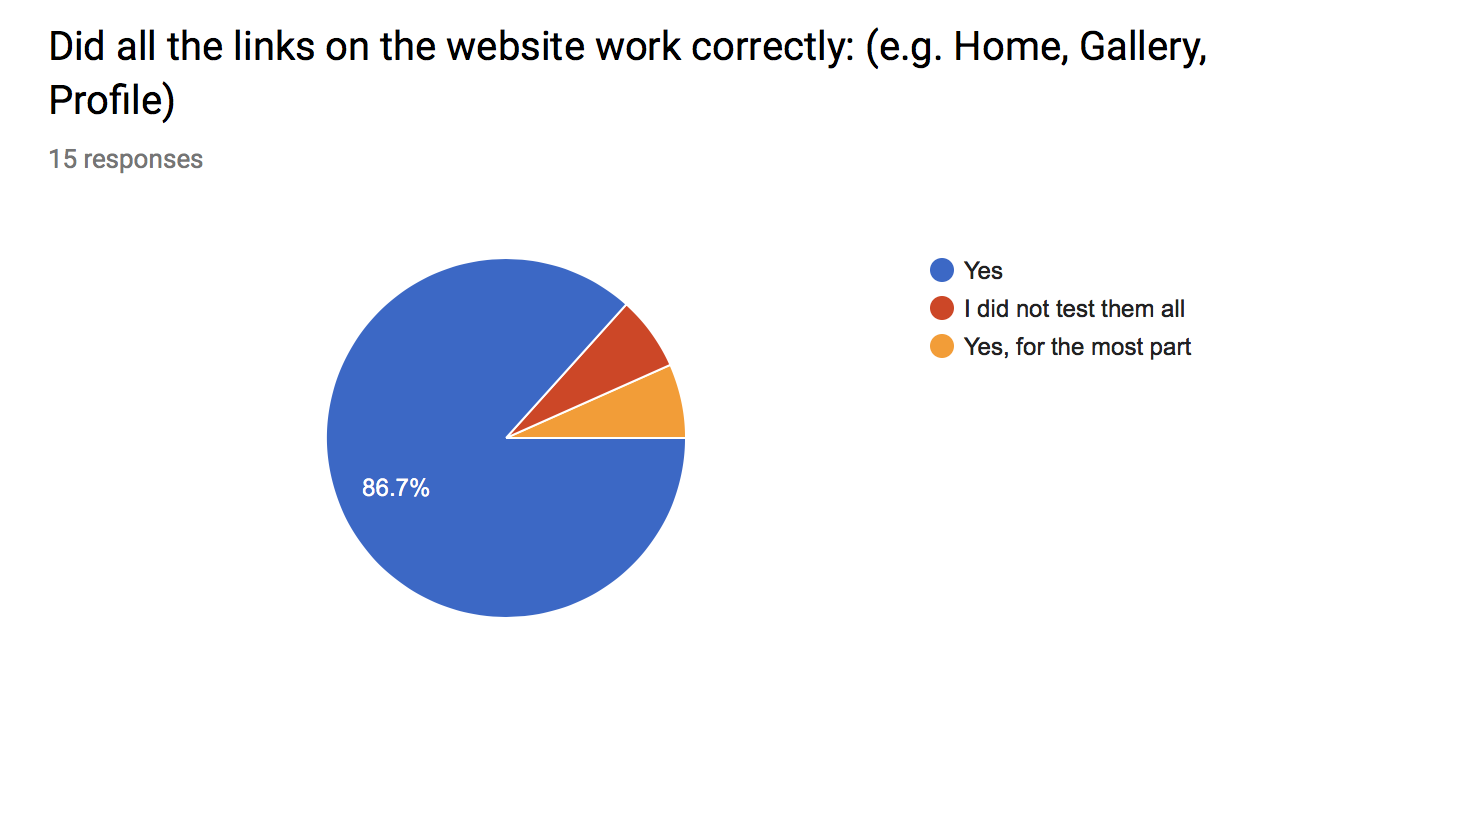 Did all the links on the website work correctly: (e.g. Home, Gallery,
Profile)
15 responses
Yes
I did not test them all
Yes, for the most part
86.7%